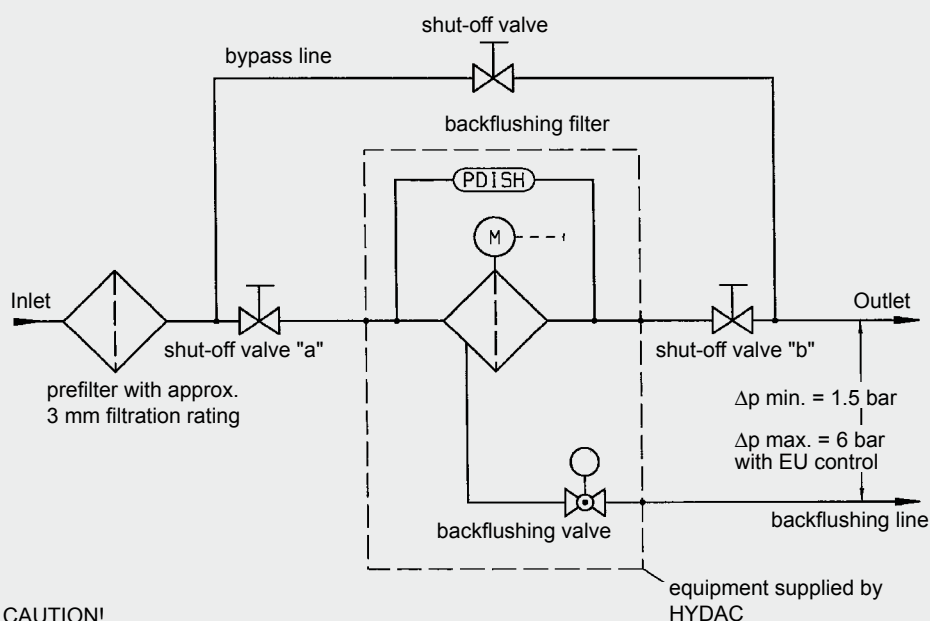 shut-off valve
bypass line
backflushing filter
PDISH
M
Inlet
Outlet
shut-off valve "a"
shut-off valve "b"
prefilter with approx.
3 mm filtration rating
Δp min. = 1.5 bar
Δp max. = 6 bar
with EU control
backflushing valve
backflushing line
equipment supplied by
HYDAC
CAUTION!